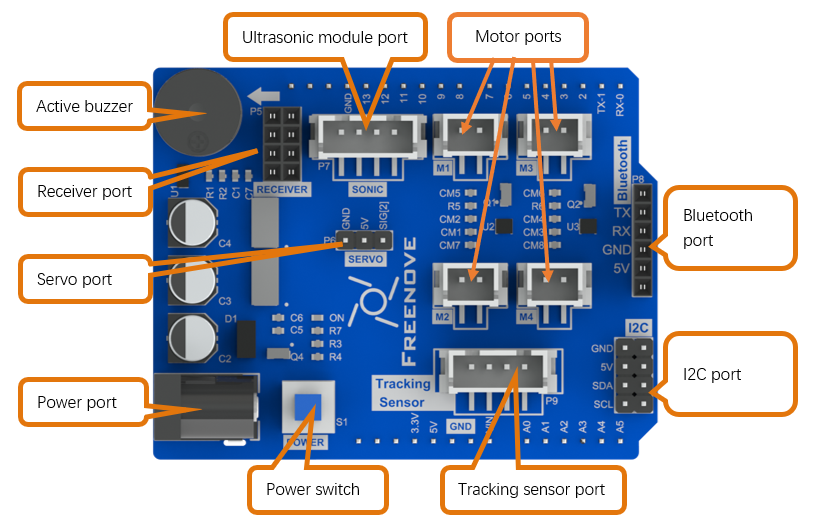 Ultrasonic module port
Motor ports
Active buzzer
Receiver port
Servo port
Power port
Power switch
Tracking sensor port
Bluetooth
port
I2C port
P5
GND
13
12
11
10
9
8
7
5
3
2
TX-1
RX-0
P7
SONIC
RECEIVER
M1
M3
Bluetooth
P8
TX
RX
GND
5V
U1
R1
R2
C1
C7
C4
C3
C2
D1
GND
5V
SIG[2]
P6
SERVO
FREENOVE
CM5
R5
CM2
CM1
CM7
Q1
U2
CM6
R6
CM4
CM3
CM8
Q2
U3
M2
M4
C6
C5
ON
R7
R3
R4
Q4
S1
POWER
Tracking
Sensor
P9
I2C
GND
5V
SDA
SCL
3.3V
5V
GND
A0
A1
A2
A3
A4
A5